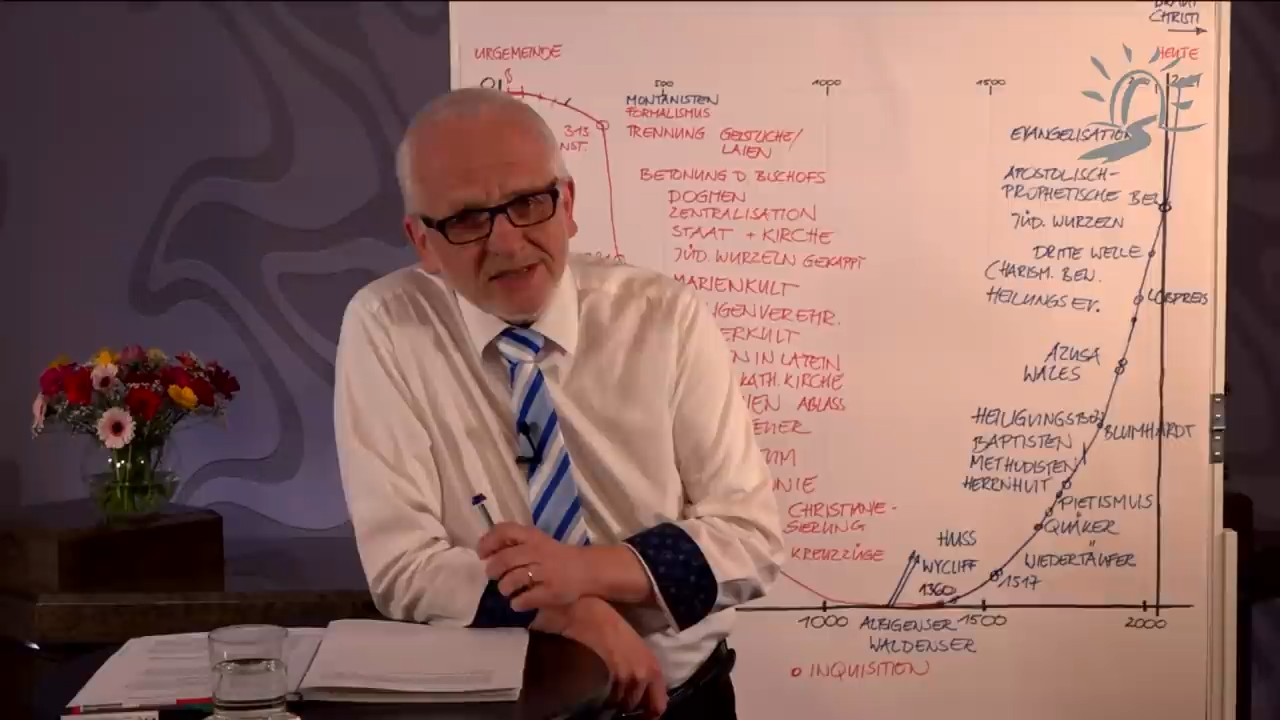 CHRISTI
URGEMEINDE
HEUTE
0
500
1000
1500
MONTANISTEN
FORMALISMUS
313
TRENNUNG GEISTLICHE/
LAIEN
BETONUNG D. BISCHOFS
DOGMEN
ZENTRALISATION
STAAT + KIRCHE
JÜD. WURZELN GEKAPPT
MARIENKULT
IN LATEIN
KATH. KIRCHE
ABLASS
CHRISTIANI-
SIERUNG
KREUZZÜGE
EVANGELISATION
APOSTOLISCH-
PROPHETISCHE BEW
JÜD. WURZELN
DRITTE WELLE
CHARISM. BEW.
HEILUNGSEV.
LOBPREIS
AZUSA
WALES
BLUMHARDT
BAPTISTEN
METHODISTEN
HERRNHUT
PIETISMUS
QUÄKER
HUSS
WYCLIFF
WIEDERTÄUFER
1360
1517
1000
ALBIGENSER
1500
2000
WALDENSER
INQUISITION